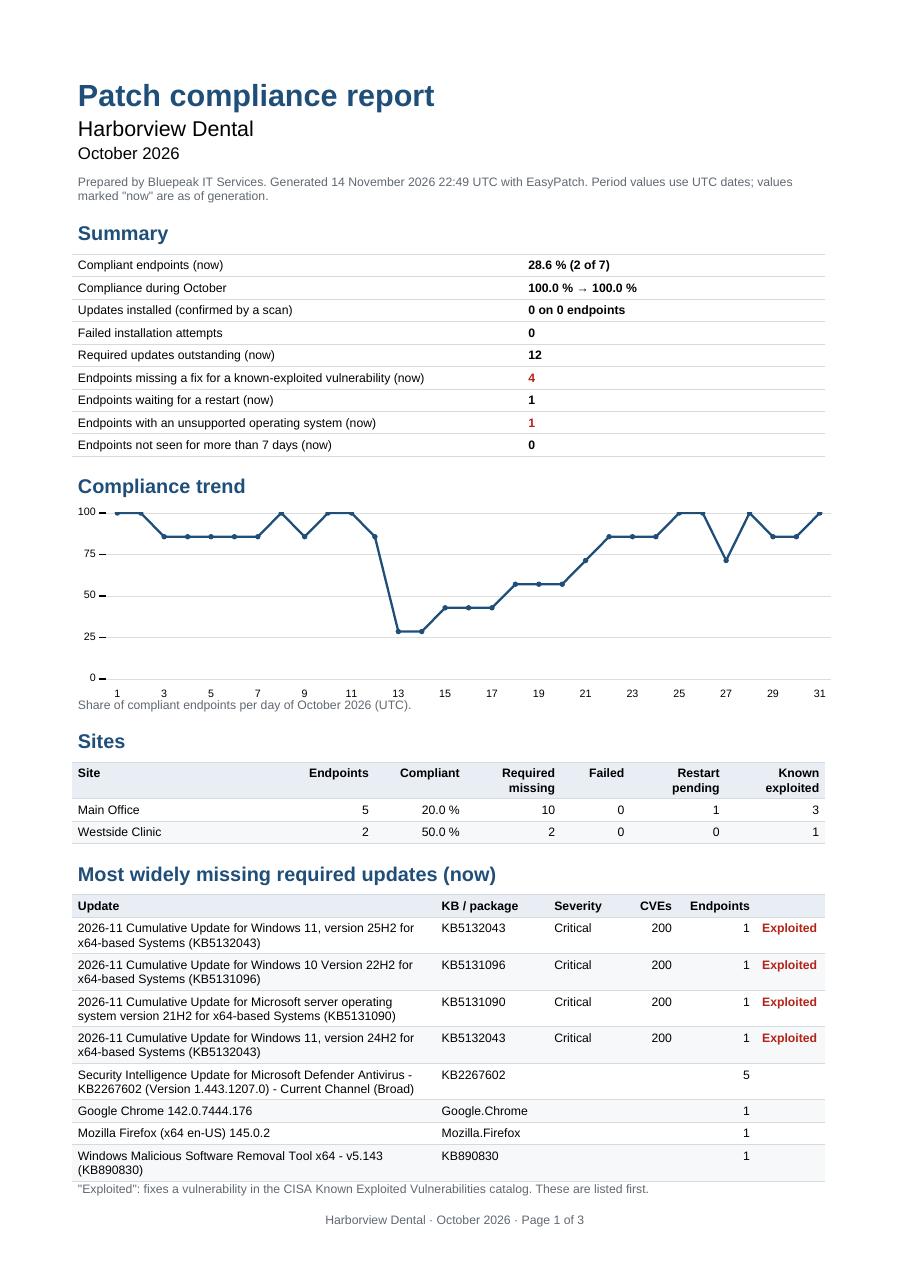 Patch compliance report
Harborview Dental
October 2026
Prepared by Bluepeak IT Services. Generated 14 November 2026 22:49 UTC with EasyPatch. Period values use UTC dates; values
marked "now" are as of generation.
Summary
Compliant endpoints (now) 28.6 % (2 of 7)
Compliance during October 100.0 % → 100.0 %
Updates installed (confirmed by a scan) 0 on 0 endpoints
Failed installation attempts 0
Required updates outstanding (now) 12
Endpoints missing a fix for a known-exploited vulnerability (now) 4
Endpoints waiting for a restart (now) 1
Endpoints with an unsupported operating system (now) 1
Endpoints not seen for more than 7 days (now) 0
Compliance trend
100
75
50
25
0
1 3 5 7 9 11 13 15 17 19 21 23 25 27 29 31
Share of compliant endpoints per day of October 2026 (UTC).
Sites
Site Endpoints Compliant Required Failed Restart Known
missing pending exploited
Main Office 5 20.0 % 10 0 1 3
Westside Clinic 2 50.0 % 2 0 0 1
Most widely missing required updates (now)
Update KB / package Severity CVEs Endpoints
2026-11 Cumulative Update for Windows 11, version 25H2 for KB5132043 Critical 200 1 Exploited
x64-based Systems (KB5132043)
2026-11 Cumulative Update for Windows 10 Version 22H2 for KB5131096 Critical 200 1 Exploited
x64-based Systems (KB5131096)
2026-11 Cumulative Update for Microsoft server operating KB5131090 Critical 200 1 Exploited
system version 21H2 for x64-based Systems (KB5131090)
2026-11 Cumulative Update for Windows 11, version 24H2 for KB5132043 Critical 200 1 Exploited
x64-based Systems (KB5132043)
Security Intelligence Update for Microsoft Defender Antivirus - KB2267602 5
KB2267602 (Version 1.443.1207.0) - Current Channel (Broad)
Google Chrome 142.0.7444.176 Google.Chrome 1
Mozilla Firefox (x64 en-US) 145.0.2 Mozilla.Firefox 1
Windows Malicious Software Removal Tool x64 - v5.143 KB890830 1
(KB890830)
"Exploited": fixes a vulnerability in the CISA Known Exploited Vulnerabilities catalog. These are listed first.
Harborview Dental · October 2026 · Page 1 of 3